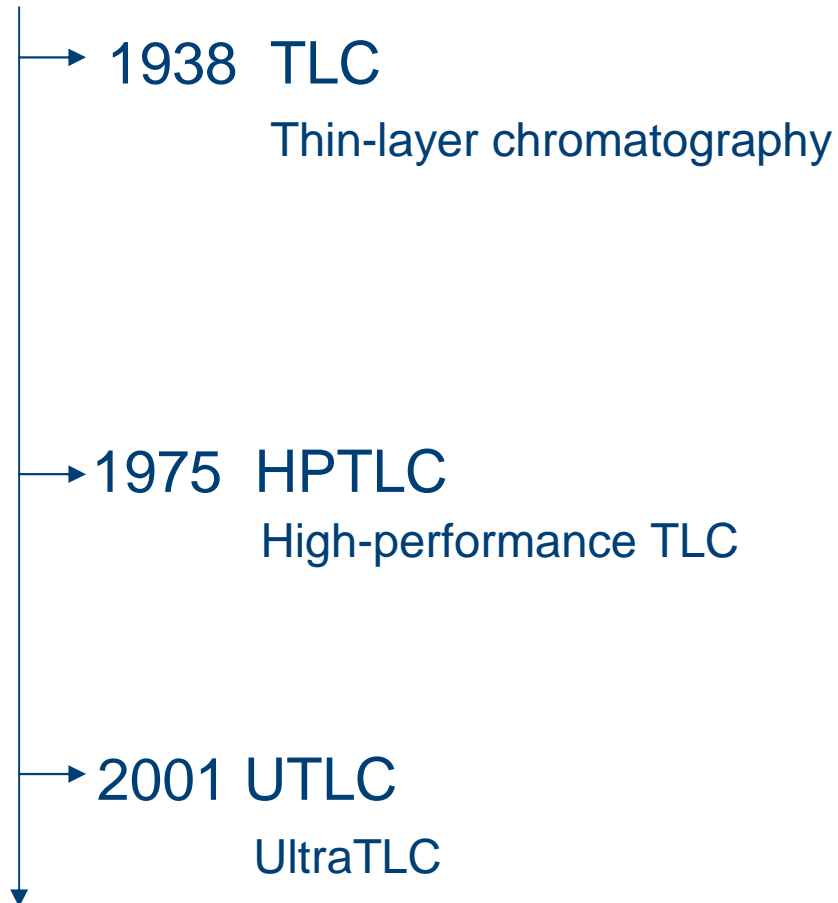 1938 TLC
Thin-layer chromatography
1975 HPTLC
High-performance TLC
2001 UTLC
UltraTLC